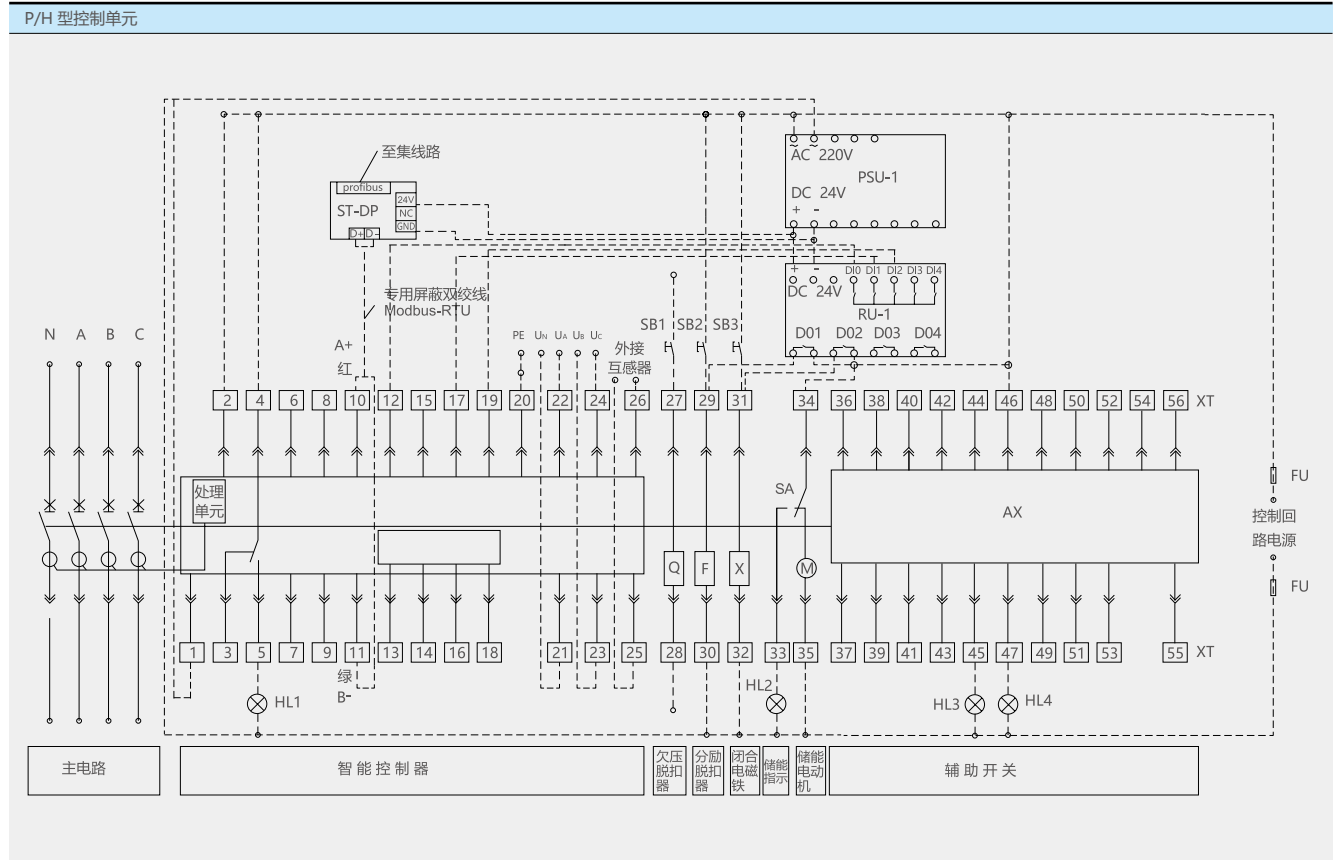 P/H 型控制单元
至集线路
profibus
ST-DP
24V
NC
GND
D+ D-
AC 220V
PSU-1
DC 24V
+ -
+ -
DI0 DI1 DI2 DI3 DI4
DC 24V
RU-1
D01 D02 D03 D04
专用屏蔽双绞线
Modbus-RTU
N A B C
A+
红
PE UN UA UB UC
外接
互感器
SB1 SB2 SB3
2 4 6 8 10 12 15 17 19 20 22 24 26 27 29 31 34 36 38 40 42 44 46 48 50 52 54 56 XT
处理
单元
SA
AX
FU
控制回
路电源
FU
Q F X M
1 3 5 7 9 11 13 14 16 18 21 23 25 28 30 32 33 35 37 39 41 43 45 47 49 51 53 55 XT
绿
B-
HL1
HL2
HL3
HL4
主电路
智能控制器
欠压
脱扣
器
分励
脱扣
器
闭合
电磁
铁
储能
指示
储能
电动
机
辅助开关